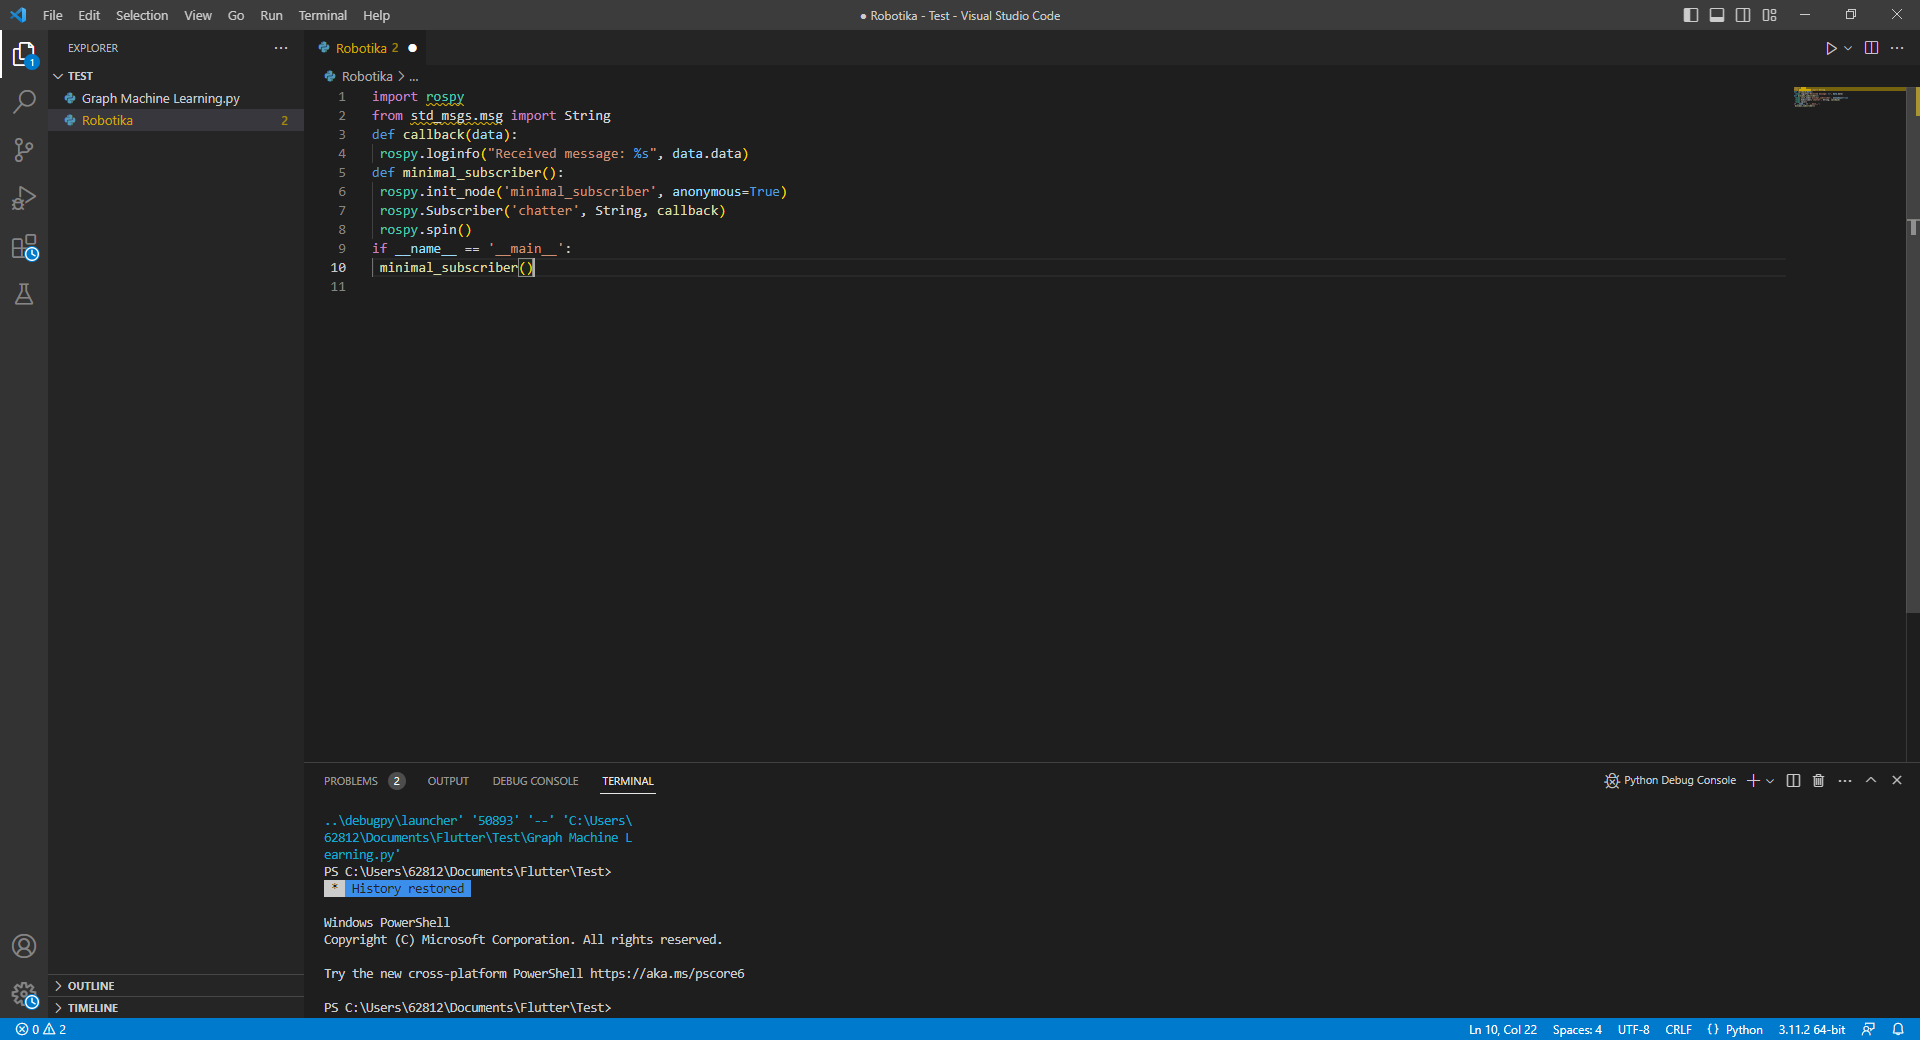 File Edit Selection View Go Run Terminal Help
● Robotika - Test - Visual Studio Code
1
EXPLORER
TEST
Graph Machine Learning.py
Robotika 2
OUTLINE
TIMELINE
Robotika 2 ●
Robotika > ...
1 import rospy
2 from std_msgs.msg import String
3 def callback(data):
4 rospy.loginfo("Received message: %s", data.data)
5 def minimal_subscriber():
6 rospy.init_node('minimal_subscriber', anonymous=True)
7 rospy.Subscriber('chatter', String, callback)
8 rospy.spin()
9 if __name__ == '__main__':
10 minimal_subscriber()
11
PROBLEMS 2 OUTPUT DEBUG CONSOLE TERMINAL
Python Debug Console
..\debugpy\launcher' '50893' '--' 'C:\Users\
62812\Documents\Flutter\Test\Graph Machine L
earning.py'
PS C:\Users\62812\Documents\Flutter\Test>
* History restored
Windows PowerShell
Copyright (C) Microsoft Corporation. All rights reserved.
Try the new cross-platform PowerShell https://aka.ms/pscore6
PS C:\Users\62812\Documents\Flutter\Test>
0 2
Ln 10, Col 22 Spaces: 4 UTF-8 CRLF {} Python 3.11.2 64-bit